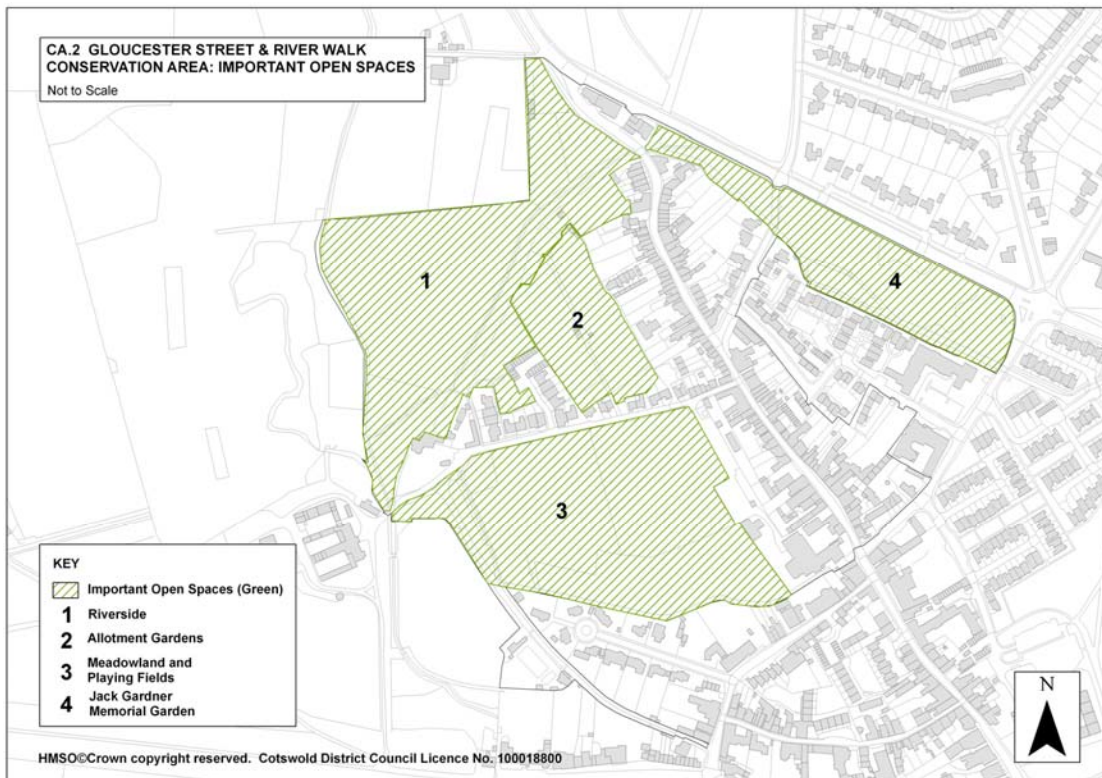 CA.2 GLOUCESTER STREET & RIVER WALK
CONSERVATION AREA: IMPORTANT OPEN SPACES
Not to Scale
1
2
3
4
KEY
Important Open Spaces (Green)
1 Riverside
2 Allotment Gardens
3 Meadowland and
Playing Fields
4 Jack Gardner
Memorial Garden
N
HMSO©Crown copyright reserved. Cotswold District Council Licence No. 100018800